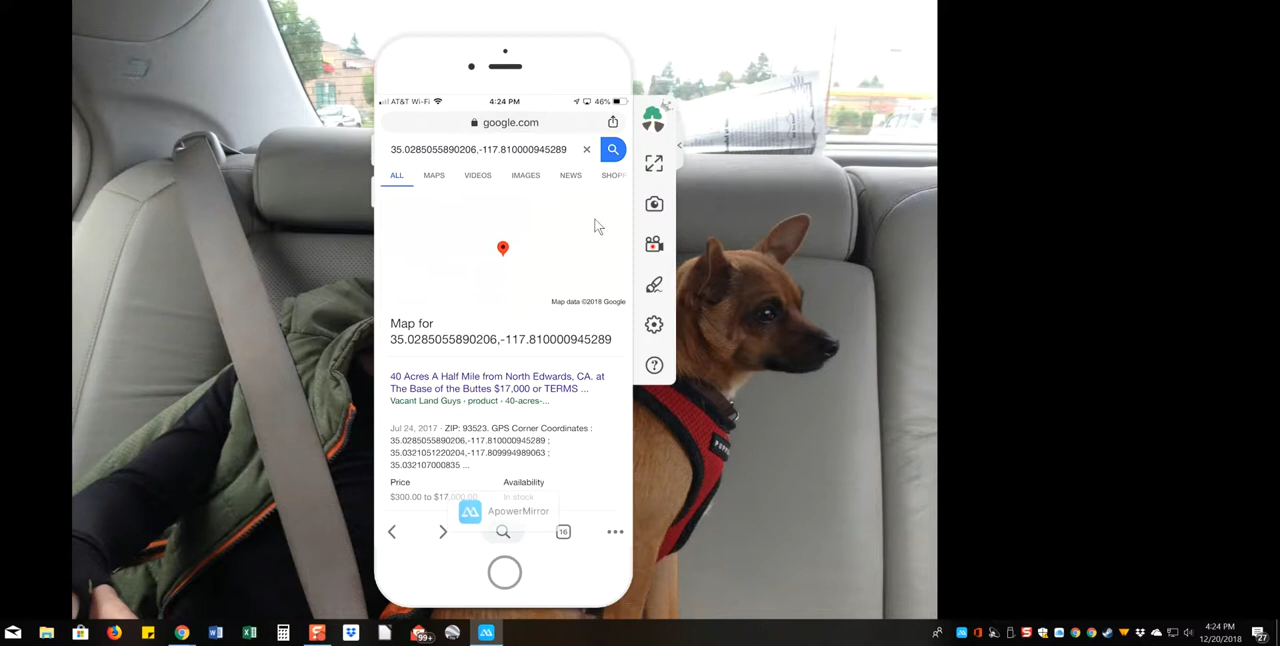 AT&T Wi-Fi 4:24 PM 46%
google.com
35.0285055890206,-117.810000945289
ALL MAPS VIDEOS IMAGES NEWS SHOPP
Map data ©2018 Google
Map for
35.0285055890206,-117.810000945289
40 Acres A Half Mile from North Edwards, CA. at
The Base of the Buttes $17,000 or TERMS ...
Vacant Land Guys › product › 40-acres-...
Jul 24, 2017 · ZIP: 93523. GPS Corner Coordinates :
35.0285055890206,-117.810000945289 ;
35.0321051220204,-117.809994989063 ;
35.032107000835 ...
Price Availability
$300.00 to $17,000.00 In stock
ApowerMirror
16
99+
4:24 PM
12/20/2018
27